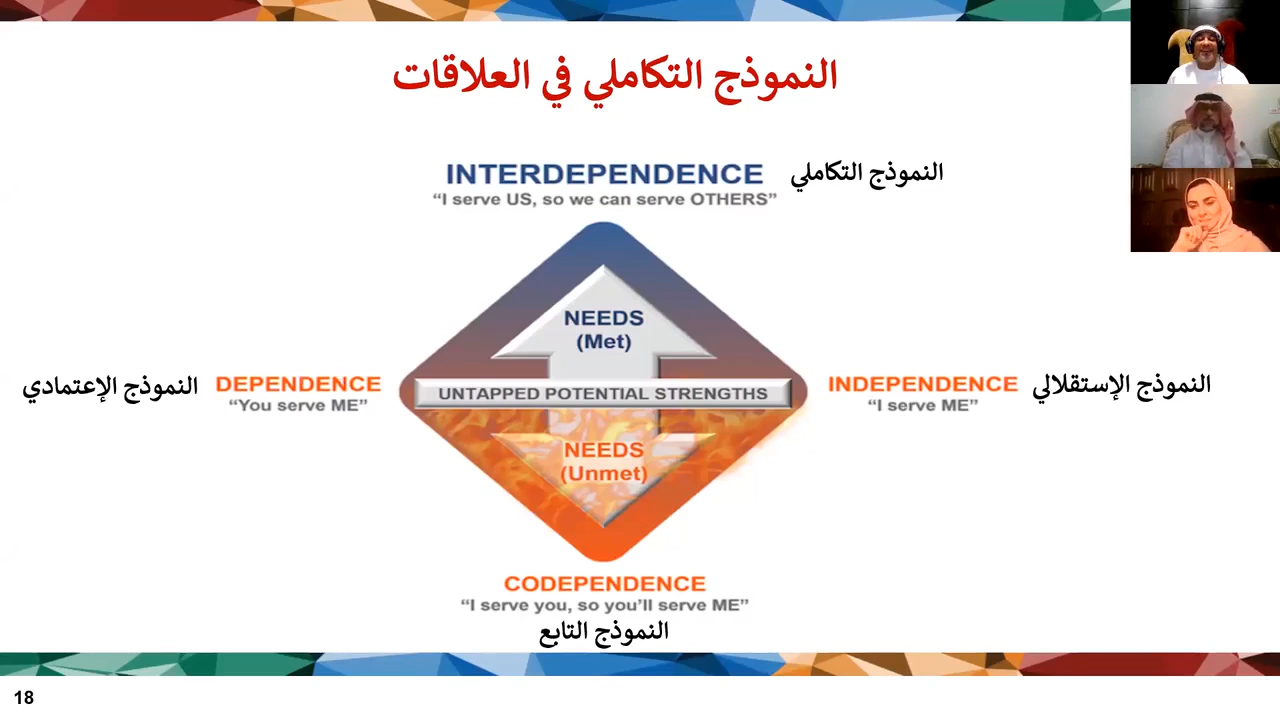 النموذج التكاملي في العلاقات
INTERDEPENDENCE النموذج التكاملي
“I serve US, so we can serve OTHERS”
NEEDS
(Met)
النموذج الإعتمادي DEPENDENCE
“You serve ME”
UNTAPPED POTENTIAL STRENGTHS
INDEPENDENCE النموذج الإستقلالي
“I serve ME”
NEEDS
(Unmet)
CODEPENDENCE
“I serve you, so you’ll serve ME”
النموذج التابع
18